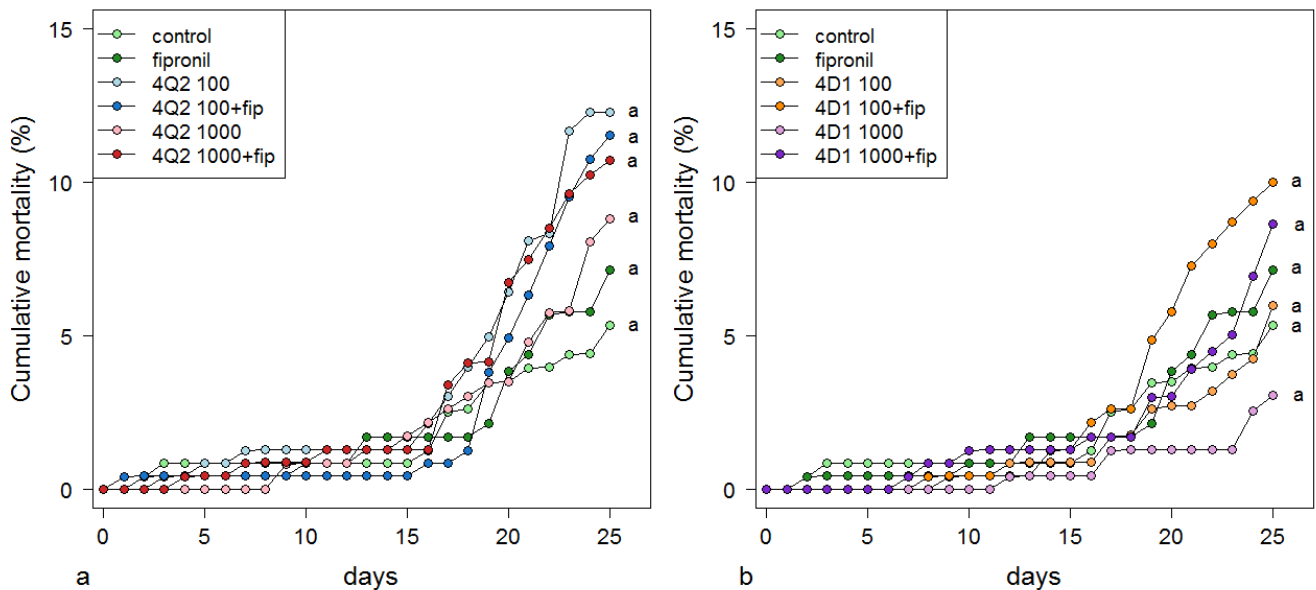 15
10
5
0
Cumulative mortality (%)
control
fipronil
4Q2 100
4Q2 100+fip
4Q2 1000
4Q2 1000+fip
a
a
a
a
a
a
0 5 10 15 20 25
a days
15
10
5
0
Cumulative mortality (%)
control
fipronil
4D1 100
4D1 100+fip
4D1 1000
4D1 1000+fip
a
a
a
a
a
a
0 5 10 15 20 25
b days